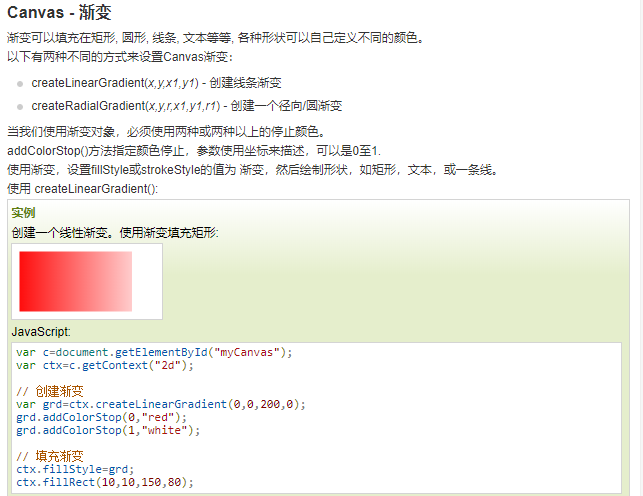 Canvas - 渐变
渐变可以填充在矩形, 圆形, 线条, 文本等等, 各种形状可以自己定义不同的颜色。
以下有两种不同的方式来设置Canvas渐变：
createLinearGradient(x,y,x1,y1) - 创建线条渐变
createRadialGradient(x,y,r,x1,y1,r1) - 创建一个径向/圆渐变
当我们使用渐变对象，必须使用两种或两种以上的停止颜色。
addColorStop()方法指定颜色停止，参数使用坐标来描述，可以是0至1.
使用渐变，设置fillStyle或strokeStyle的值为 渐变，然后绘制形状，如矩形，文本，或一条线。
使用 createLinearGradient():
实例
创建一个线性渐变。使用渐变填充矩形:
JavaScript:
var c=document.getElementById("myCanvas");
var ctx=c.getContext("2d");
// 创建渐变
var grd=ctx.createLinearGradient(0,0,200,0);
grd.addColorStop(0,"red");
grd.addColorStop(1,"white");
// 填充渐变
ctx.fillStyle=grd;
ctx.fillRect(10,10,150,80);